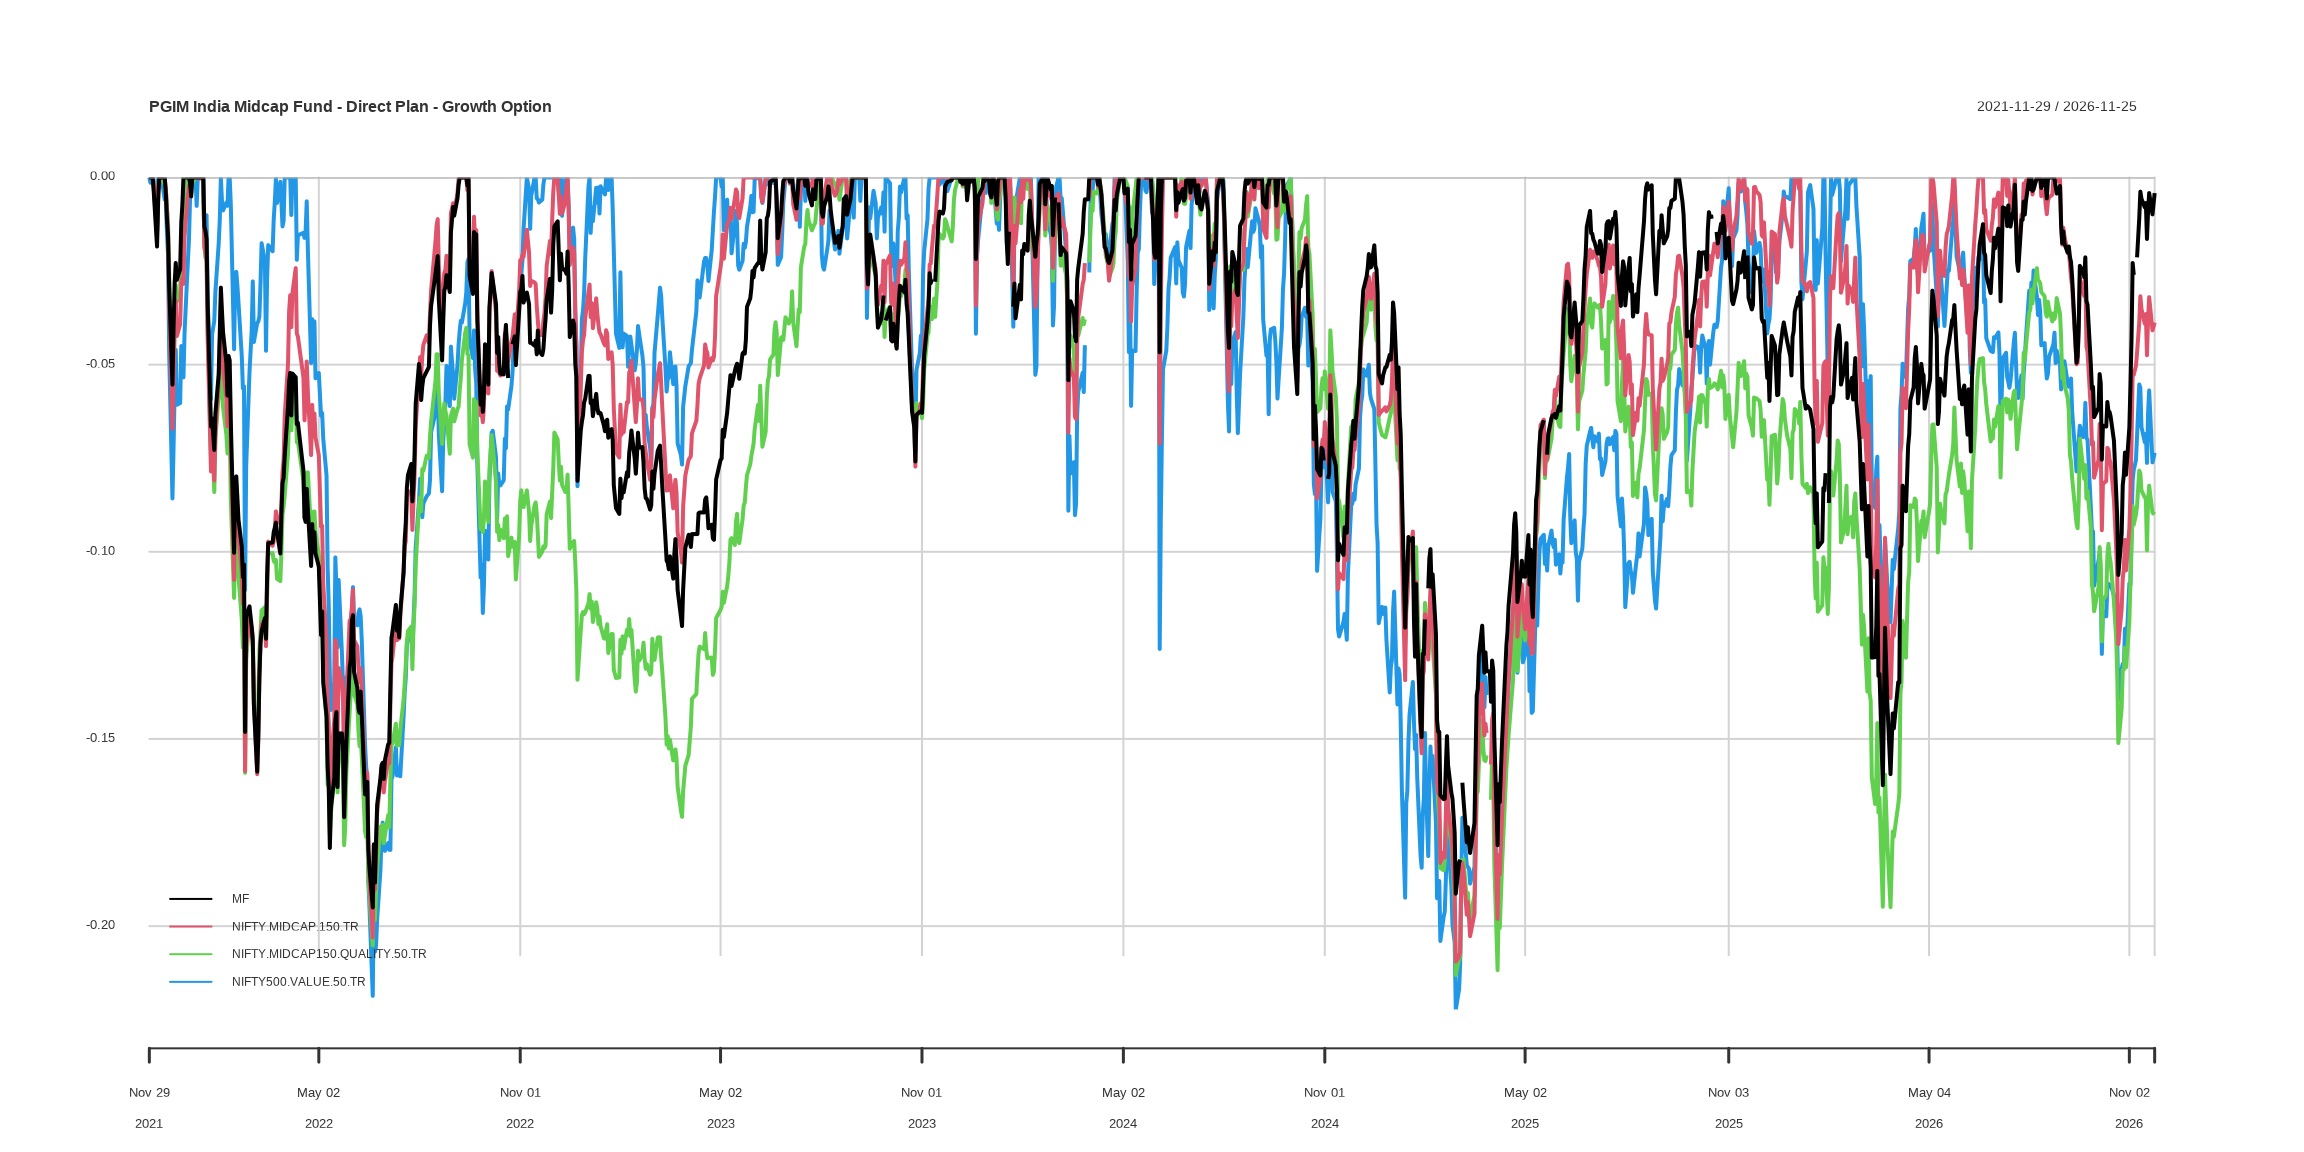 PGIM India Midcap Fund - Direct Plan - Growth Option
2021-11-29 / 2026-11-25
0.00
-0.05
-0.10
-0.15
-0.20
MF
NIFTY.MIDCAP.150.TR
NIFTY.MIDCAP150.QUALITY.50.TR
NIFTY500.VALUE.50.TR
Nov 29 May 02 Nov 01 May 02 Nov 01 May 02 Nov 01 May 02 Nov 03 May 04 Nov 02
2021 2022 2022 2023 2023 2024 2024 2025 2025 2026 2026